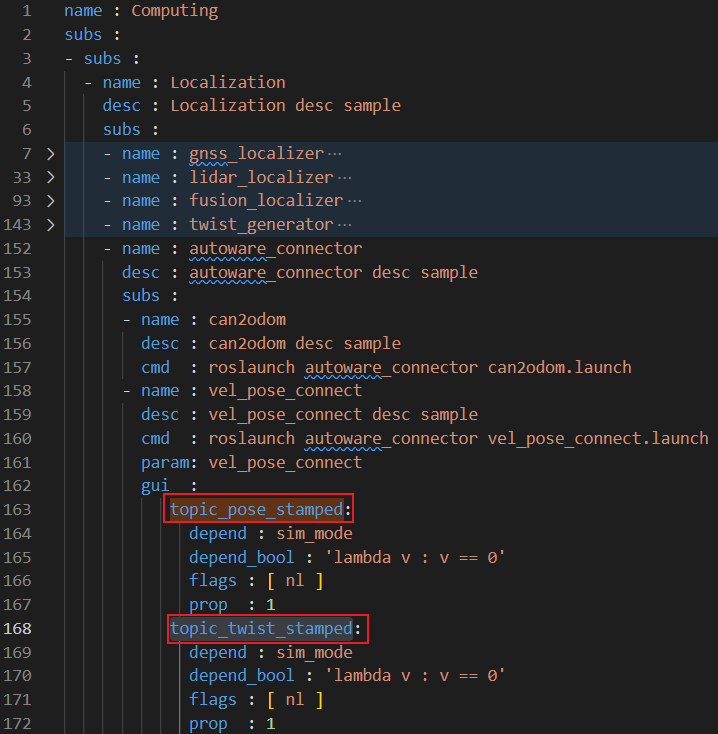 1 name : Computing
2 subs :
3 - subs :
4 - name : Localization
5 desc : Localization desc sample
6 subs :
7 - name : gnss_localizer ···
33 - name : lidar_localizer ···
93 - name : fusion_localizer ···
143 - name : twist_generator ···
152 - name : autoware_connector
153 desc : autoware_connector desc sample
154 subs :
155 - name : can2odom
156 desc : can2odom desc sample
157 cmd : roslaunch autoware_connector can2odom.launch
158 - name : vel_pose_connect
159 desc : vel_pose_connect desc sample
160 cmd : roslaunch autoware_connector vel_pose_connect.launch
161 param: vel_pose_connect
162 gui :
163 topic_pose_stamped:
164 depend : sim_mode
165 depend_bool : 'lambda v : v == 0'
166 flags : [ nl ]
167 prop : 1
168 topic_twist_stamped:
169 depend : sim_mode
170 depend_bool : 'lambda v : v == 0'
171 flags : [ nl ]
172 prop : 1